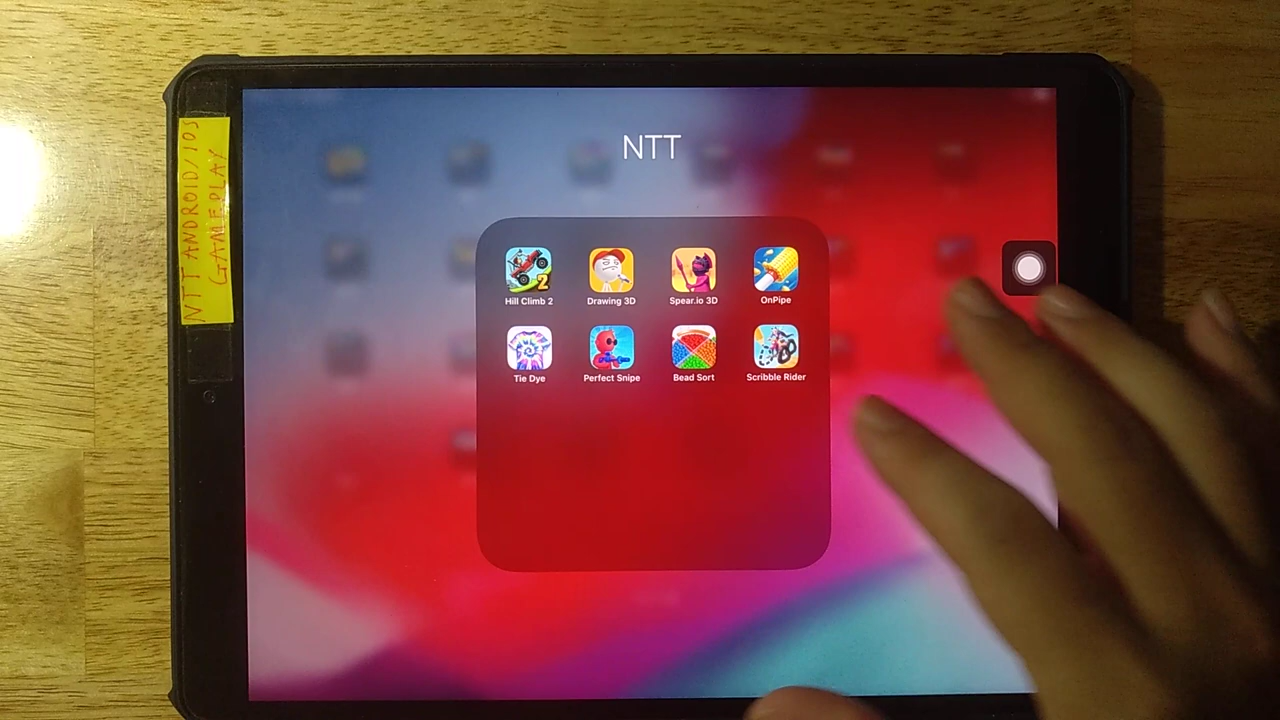 NTT ANDROID/IOS
GAMEPLAY
NTT
2
Hill Climb 2
Drawing 3D
Spear.io 3D
OnPipe
Tie Dye
Perfect Snipe
Bead Sort
Scribble Rider